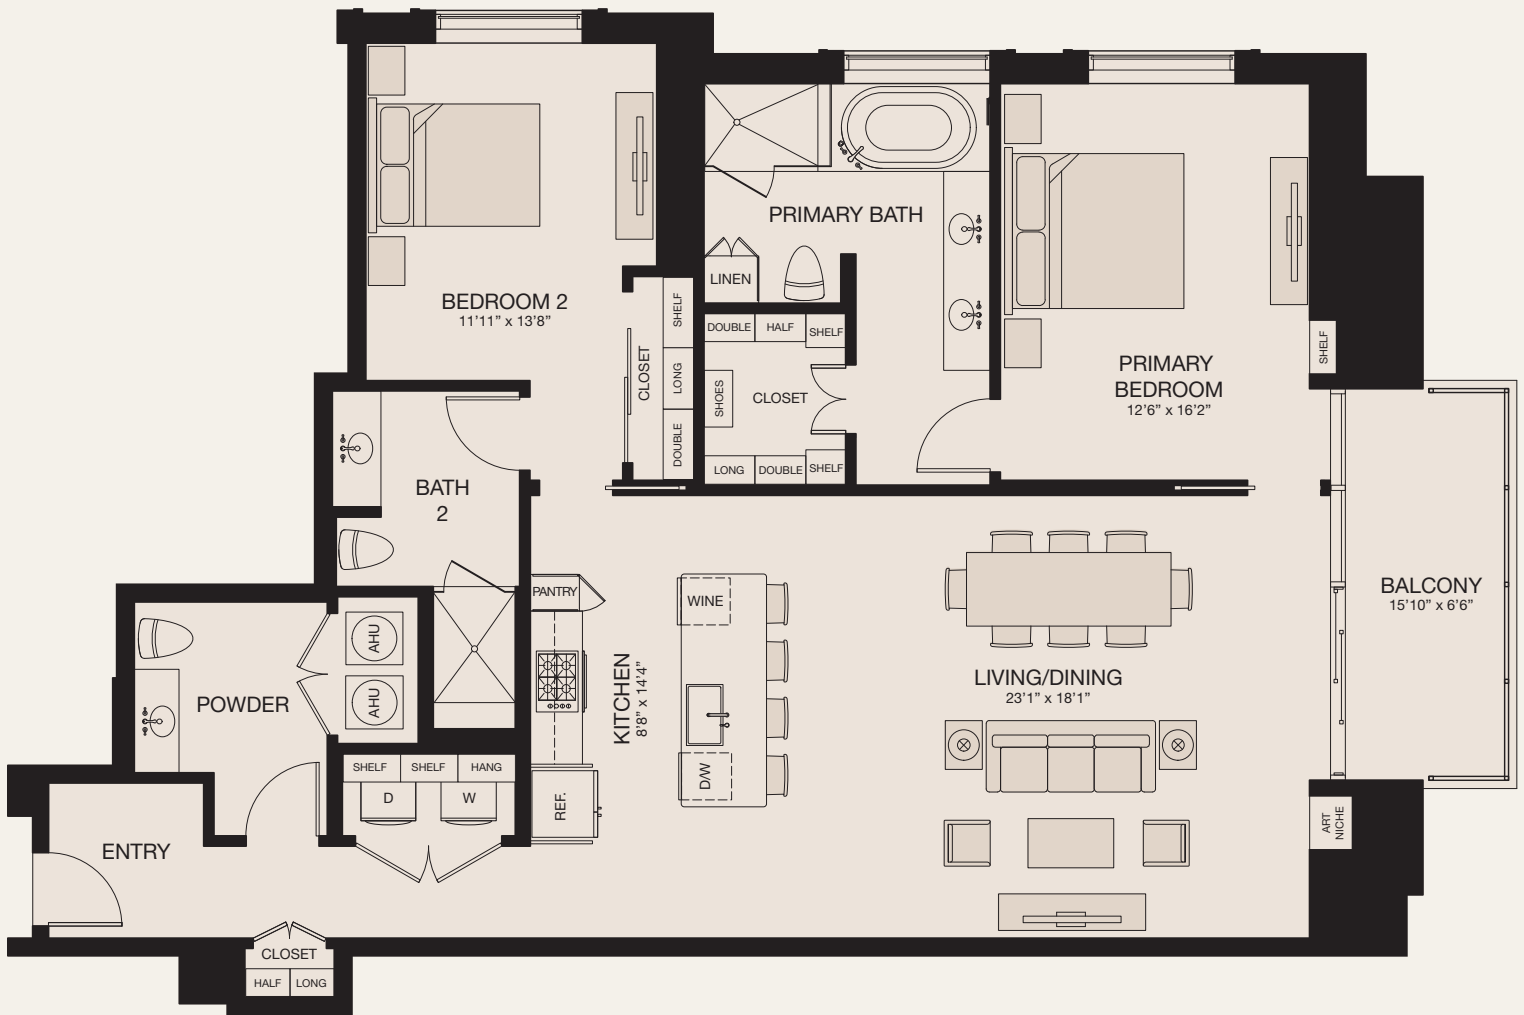 BEDROOM 2
11'11" x 13'8"
SHELF
LONG
DOUBLE
CLOSET
PRIMARY BATH
LINEN
DOUBLE
HALF
SHELF
SHOES
CLOSET
LONG
DOUBLE
SHELF
PRIMARY
BEDROOM
12'6" x 16'2"
SHELF
BATH
2
PANTRY
WINE
KITCHEN
8'8" x 14'4"
D/W
REF.
LIVING/DINING
23'1" x 18'1"
BALCONY
15'10" x 6'6"
AHU
AHU
POWDER
SHELF
SHELF
HANG
D
W
ENTRY
ART
NICHE
CLOSET
HALF
LONG